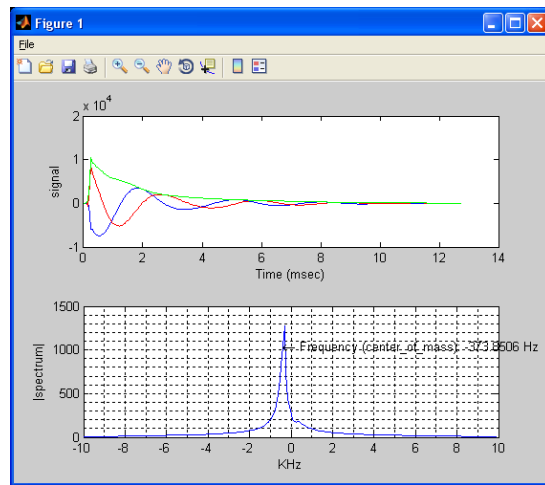 Figure 1
File
x 10^4
2
1
0
-1
signal
0 2 4 6 8 10 12 14
Time (msec)
1500
1000
500
0
|spectrum|
Frequency (center_of_mass): -373.8506 Hz
-10 -8 -6 -4 -2 0 2 4 6 8 10
KHz